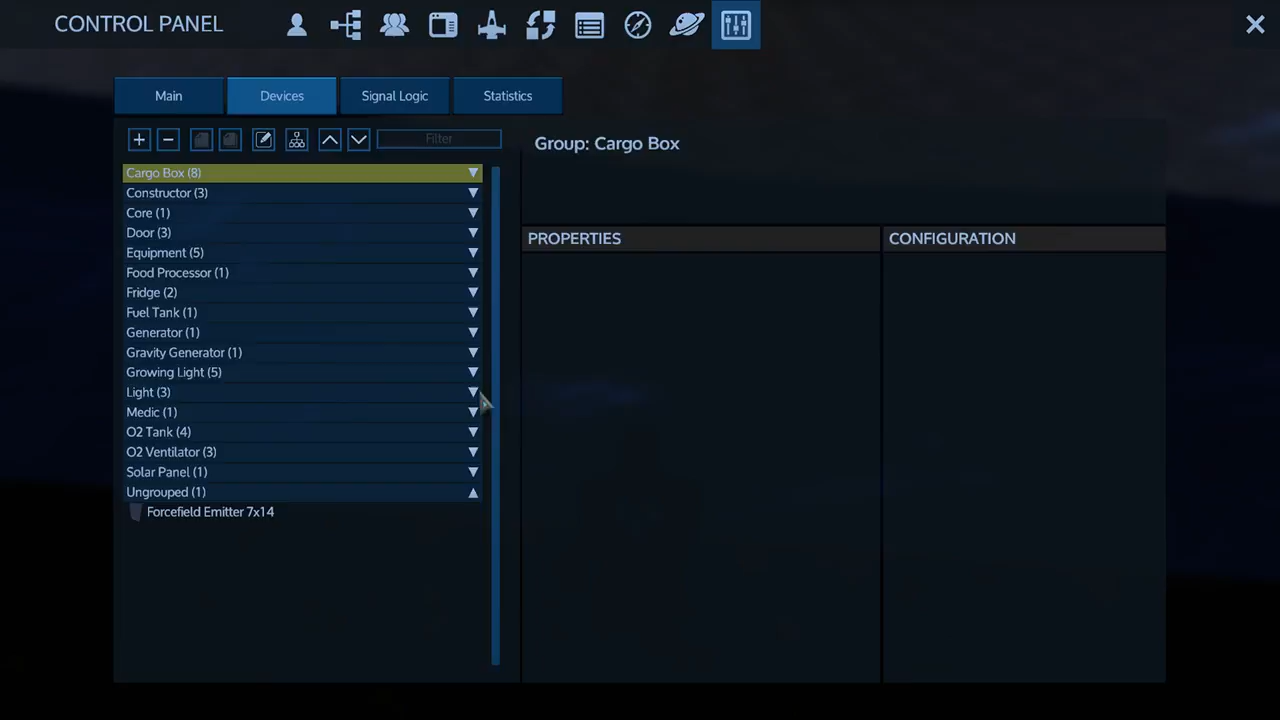 CONTROL PANEL
Main
Devices
Signal Logic
Statistics
Filter
Group: Cargo Box
Cargo Box (8)
Constructor (3)
Core (1)
Door (3)
Equipment (5)
Food Processor (1)
Fridge (2)
Fuel Tank (1)
Generator (1)
Gravity Generator (1)
Growing Light (5)
Light (3)
Medic (1)
O2 Tank (4)
O2 Ventilator (3)
Solar Panel (1)
Ungrouped (1)
Forcefield Emitter 7x14
PROPERTIES
CONFIGURATION